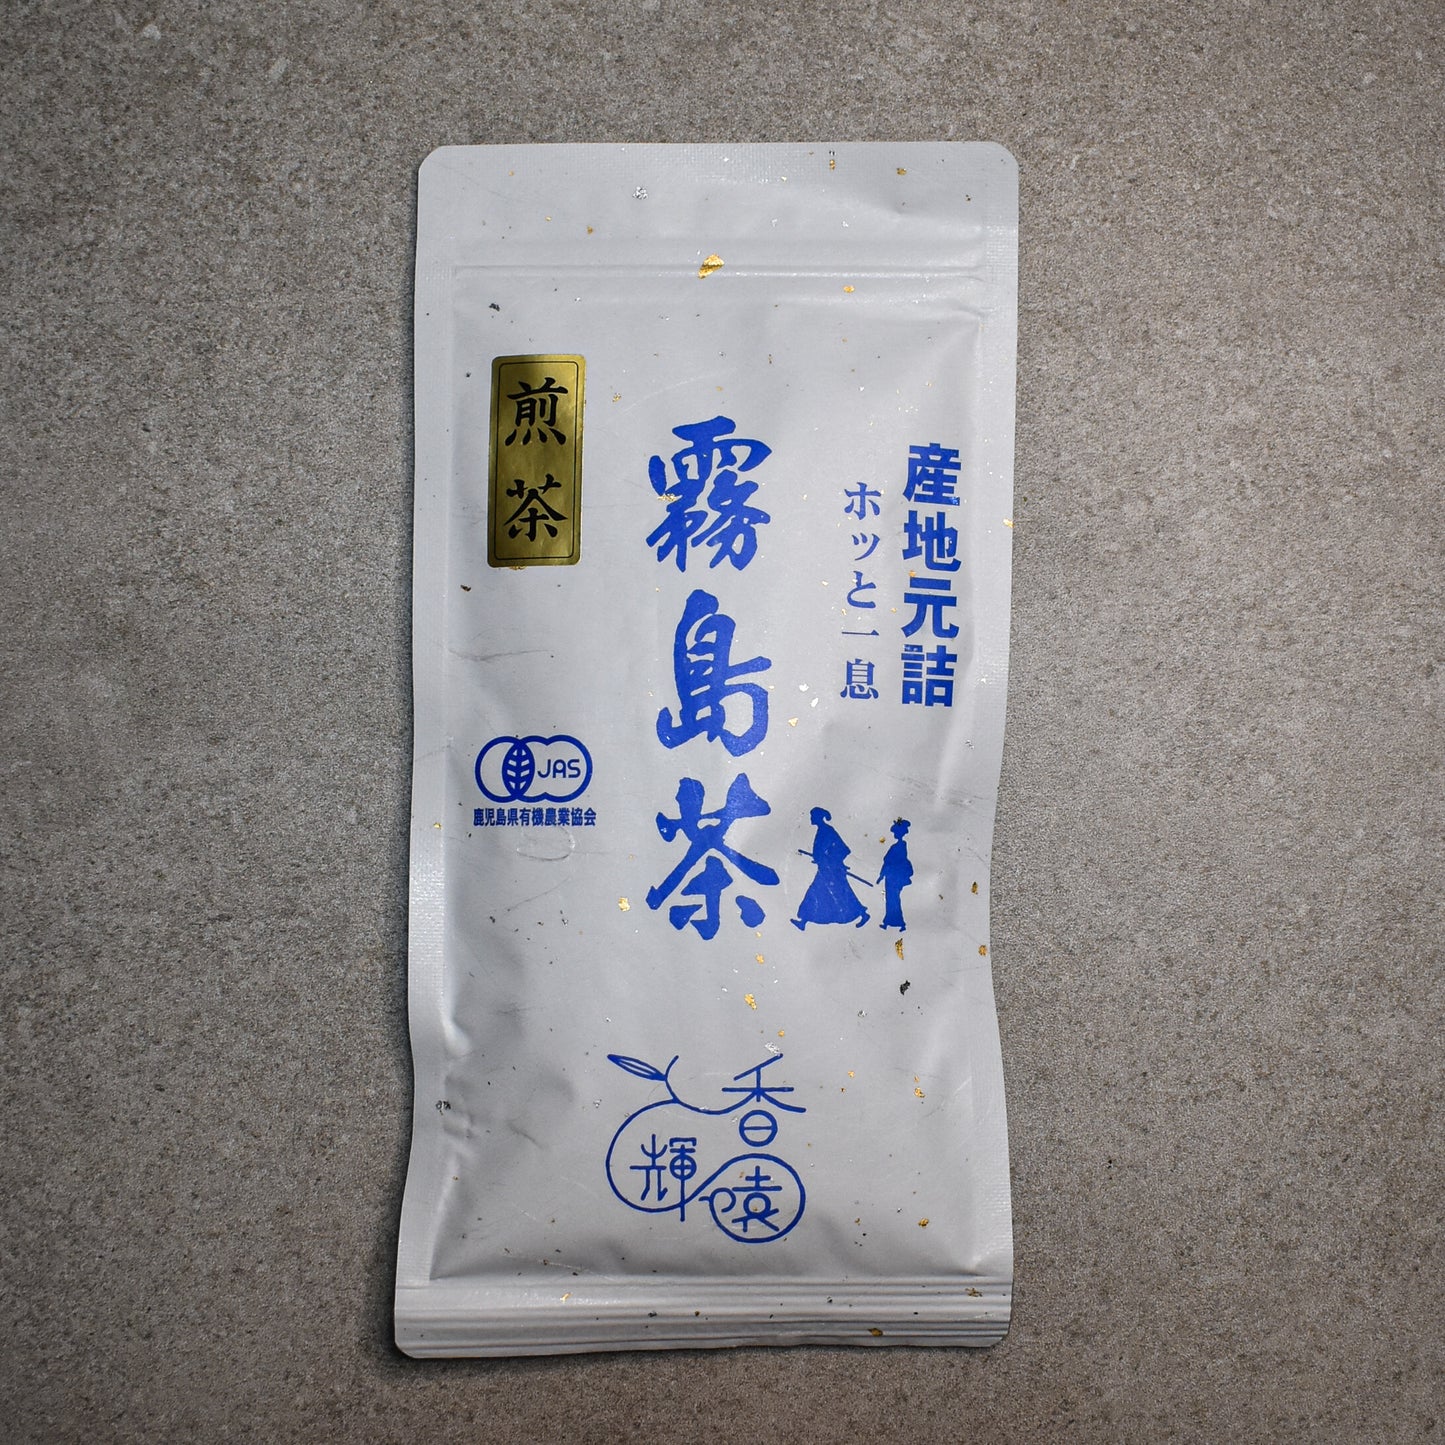 産地元詰
ホッと一息
霧島茶
煎茶
JAS
鹿児島県有機農業協会
香
輝